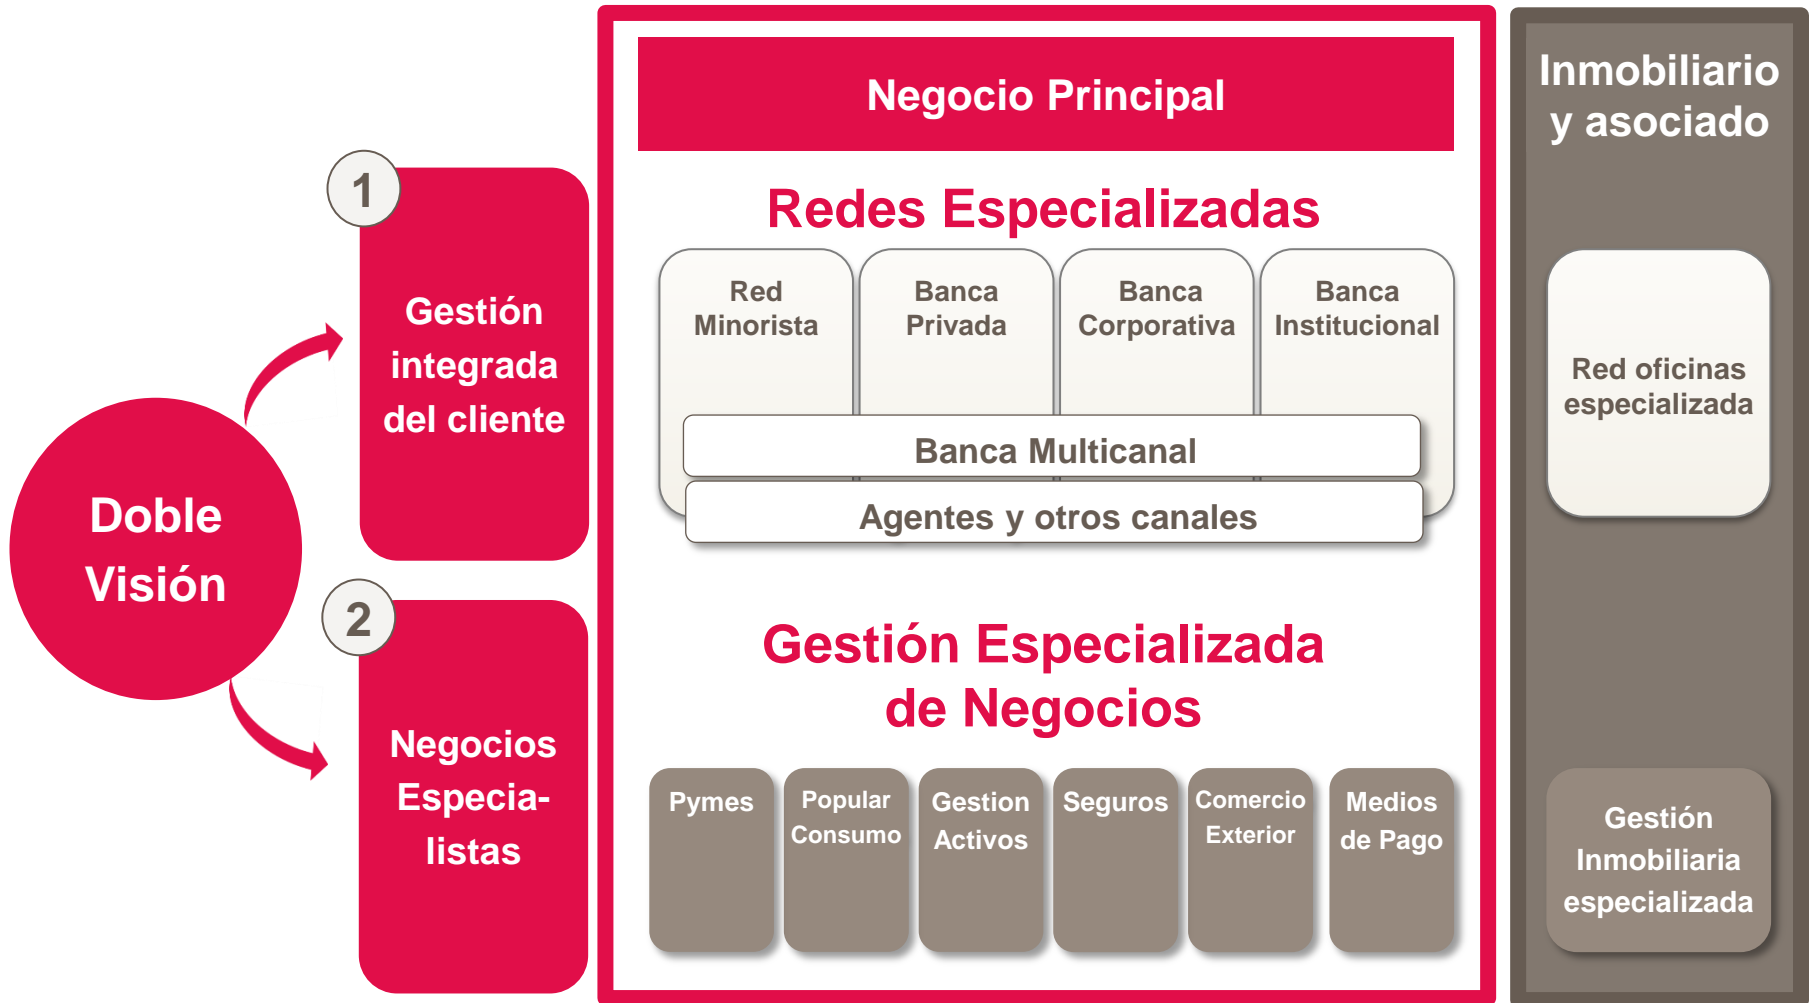 Doble
Visión
1
Gestión
integrada
del cliente
2
Negocios
Especia-
listas
Negocio Principal
Redes Especializadas
Red
Minorista
Banca
Privada
Banca
Corporativa
Banca
Institucional
Banca Multicanal
Agentes y otros canales
Gestión Especializada
de Negocios
Pymes
Popular
Consumo
Gestion
Activos
Seguros
Comercio
Exterior
Medios
de Pago
Inmobiliario
y asociado
Red oficinas
especializada
Gestión
Inmobiliaria
especializada